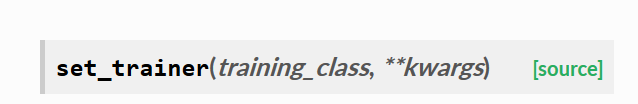 set_trainer(training_class, **kwargs) [source]